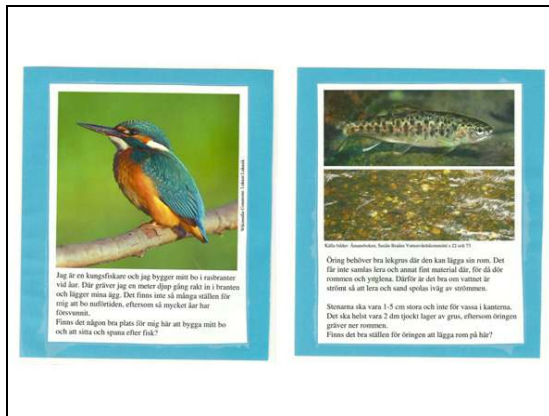 Wikimedia Commons
Jag är en kungsfiskare och jag bygger mitt bo i rasbranter
vid åar. Där gräver jag en meter djup gång rakt in i branten
och lägger mina ägg. Det finns inte så många ställen för
mig att bo nuförtiden, eftersom så mycket åar har
försvunnit.
Finns det någon bra plats för mig här att bygga mitt bo
och att sitta och spana efter fisk?
Källa bilder:
Öring behöver bra lekgrus där den kan lägga sin rom. Det
får inte samlas lera och annat fint material där, för då dör
rommen och ynglena. Därför är det bra om vattnet är
strömt så att lera och sand spolas iväg av strömmen.
Stenarna ska vara 1-5 cm stora och inte för vassa i kanterna.
Det ska helst vara 2 dm tjockt lager av grus, eftersom öringen
gräver ner rommen.
Finns det bra ställen för öringen att lägga rom på här?